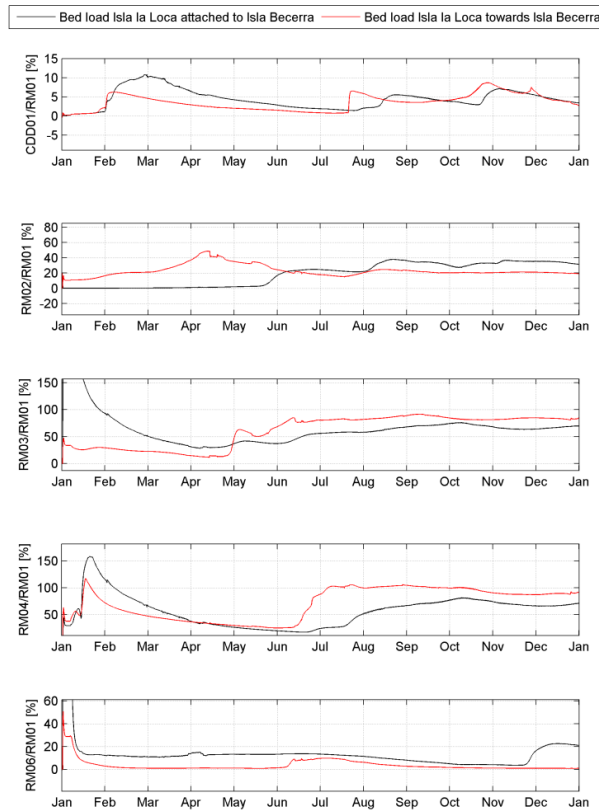 Bed load Isla la Loca attached to Isla Becerra Bed load Isla la Loca towards Isla Becerra
CDD01/RM01 [%]
15
10
5
0
-5
Jan Feb Mar Apr May Jun Jul Aug Sep Oct Nov Dec Jan
RM02/RM01 [%]
80
60
40
20
0
-20
Jan Feb Mar Apr May Jun Jul Aug Sep Oct Nov Dec Jan
RM03/RM01 [%]
150
100
50
0
Jan Feb Mar Apr May Jun Jul Aug Sep Oct Nov Dec Jan
RM04/RM01 [%]
150
100
50
Jan Feb Mar Apr May Jun Jul Aug Sep Oct Nov Dec Jan
RM06/RM01 [%]
60
40
20
0
Jan Feb Mar Apr May Jun Jul Aug Sep Oct Nov Dec Jan